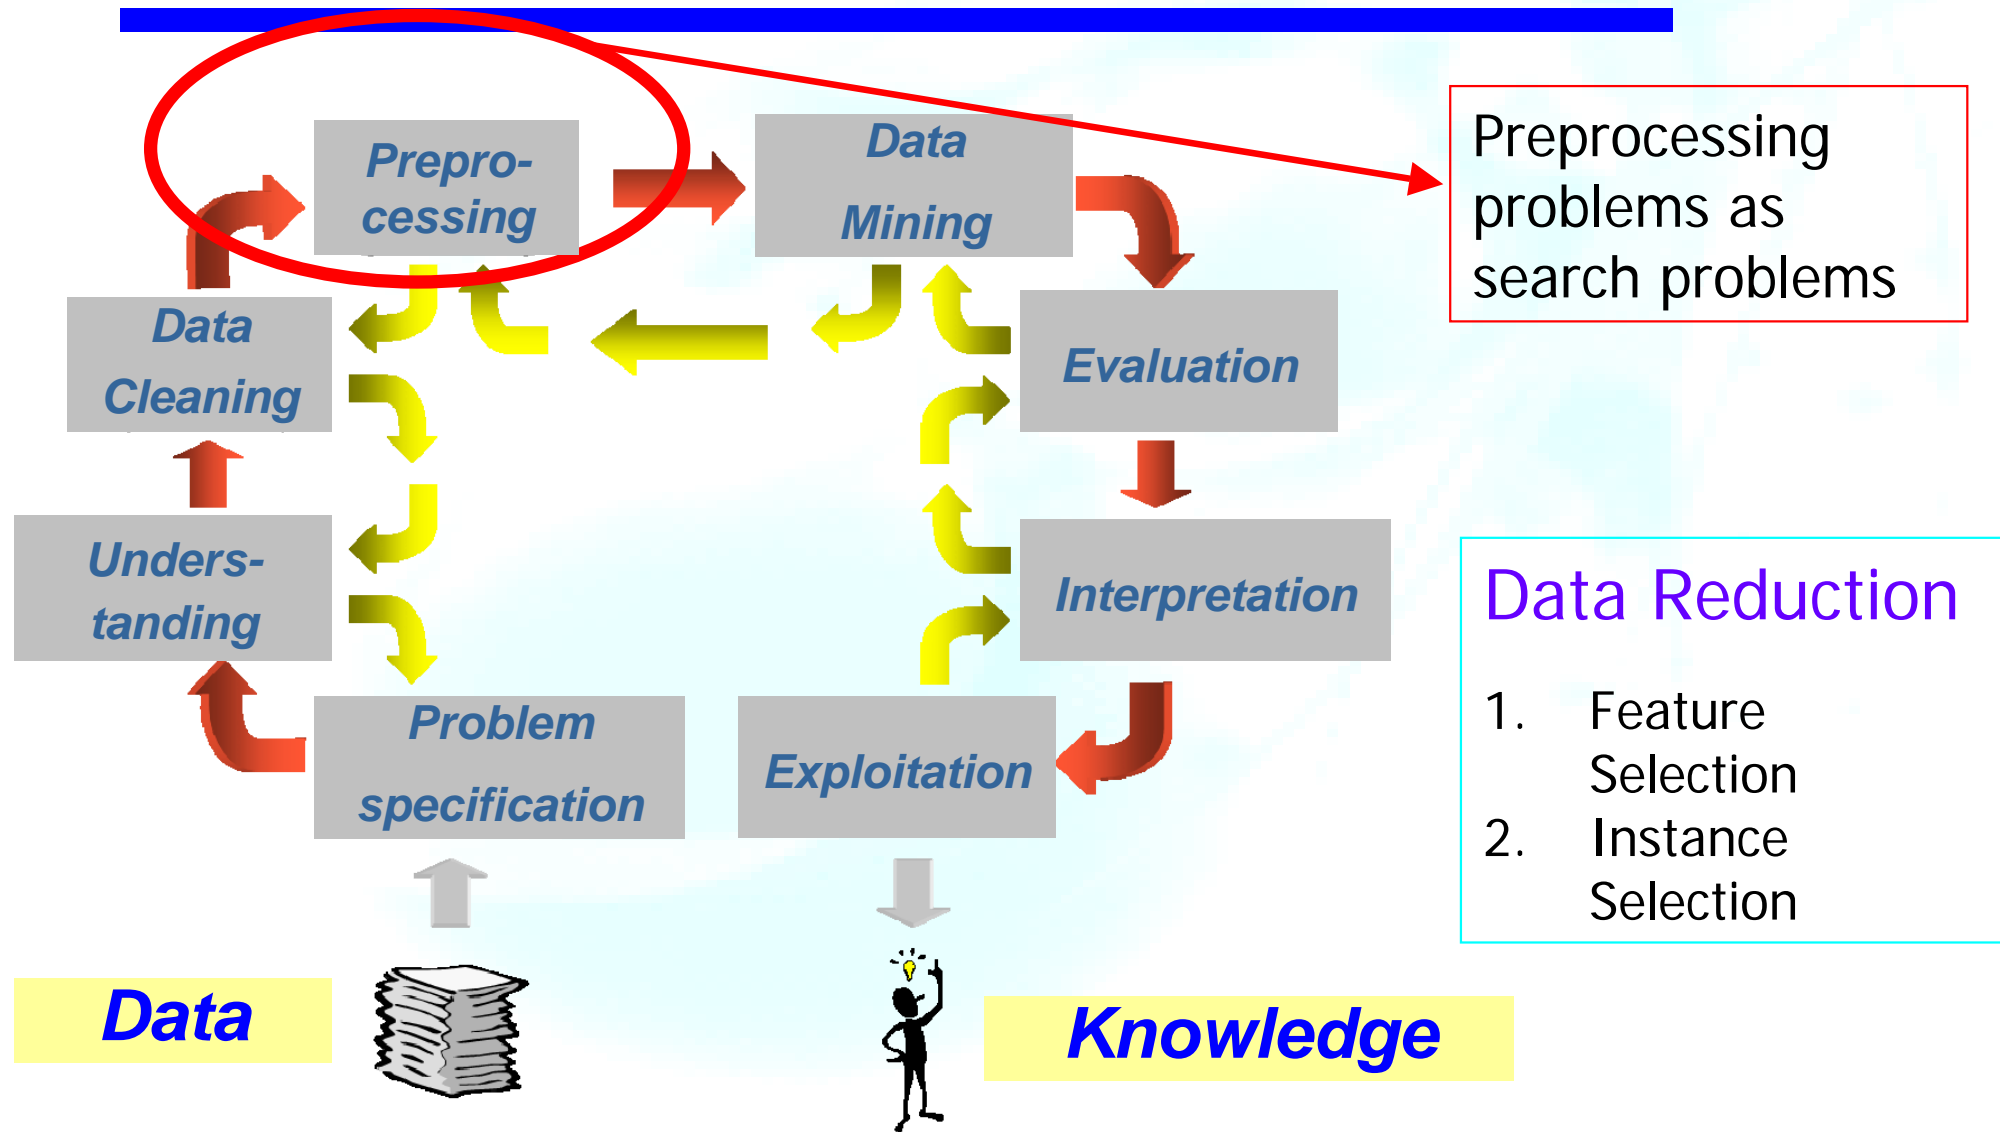 Prepro-
cessing
Data
Mining
Preprocessing
problems as
search problems
Data
Cleaning
Evaluation
Unders-
tanding
Interpretation
Data Reduction
1. Feature
Selection
2. Instance
Selection
Problem
specification
Exploitation
Data
Knowledge